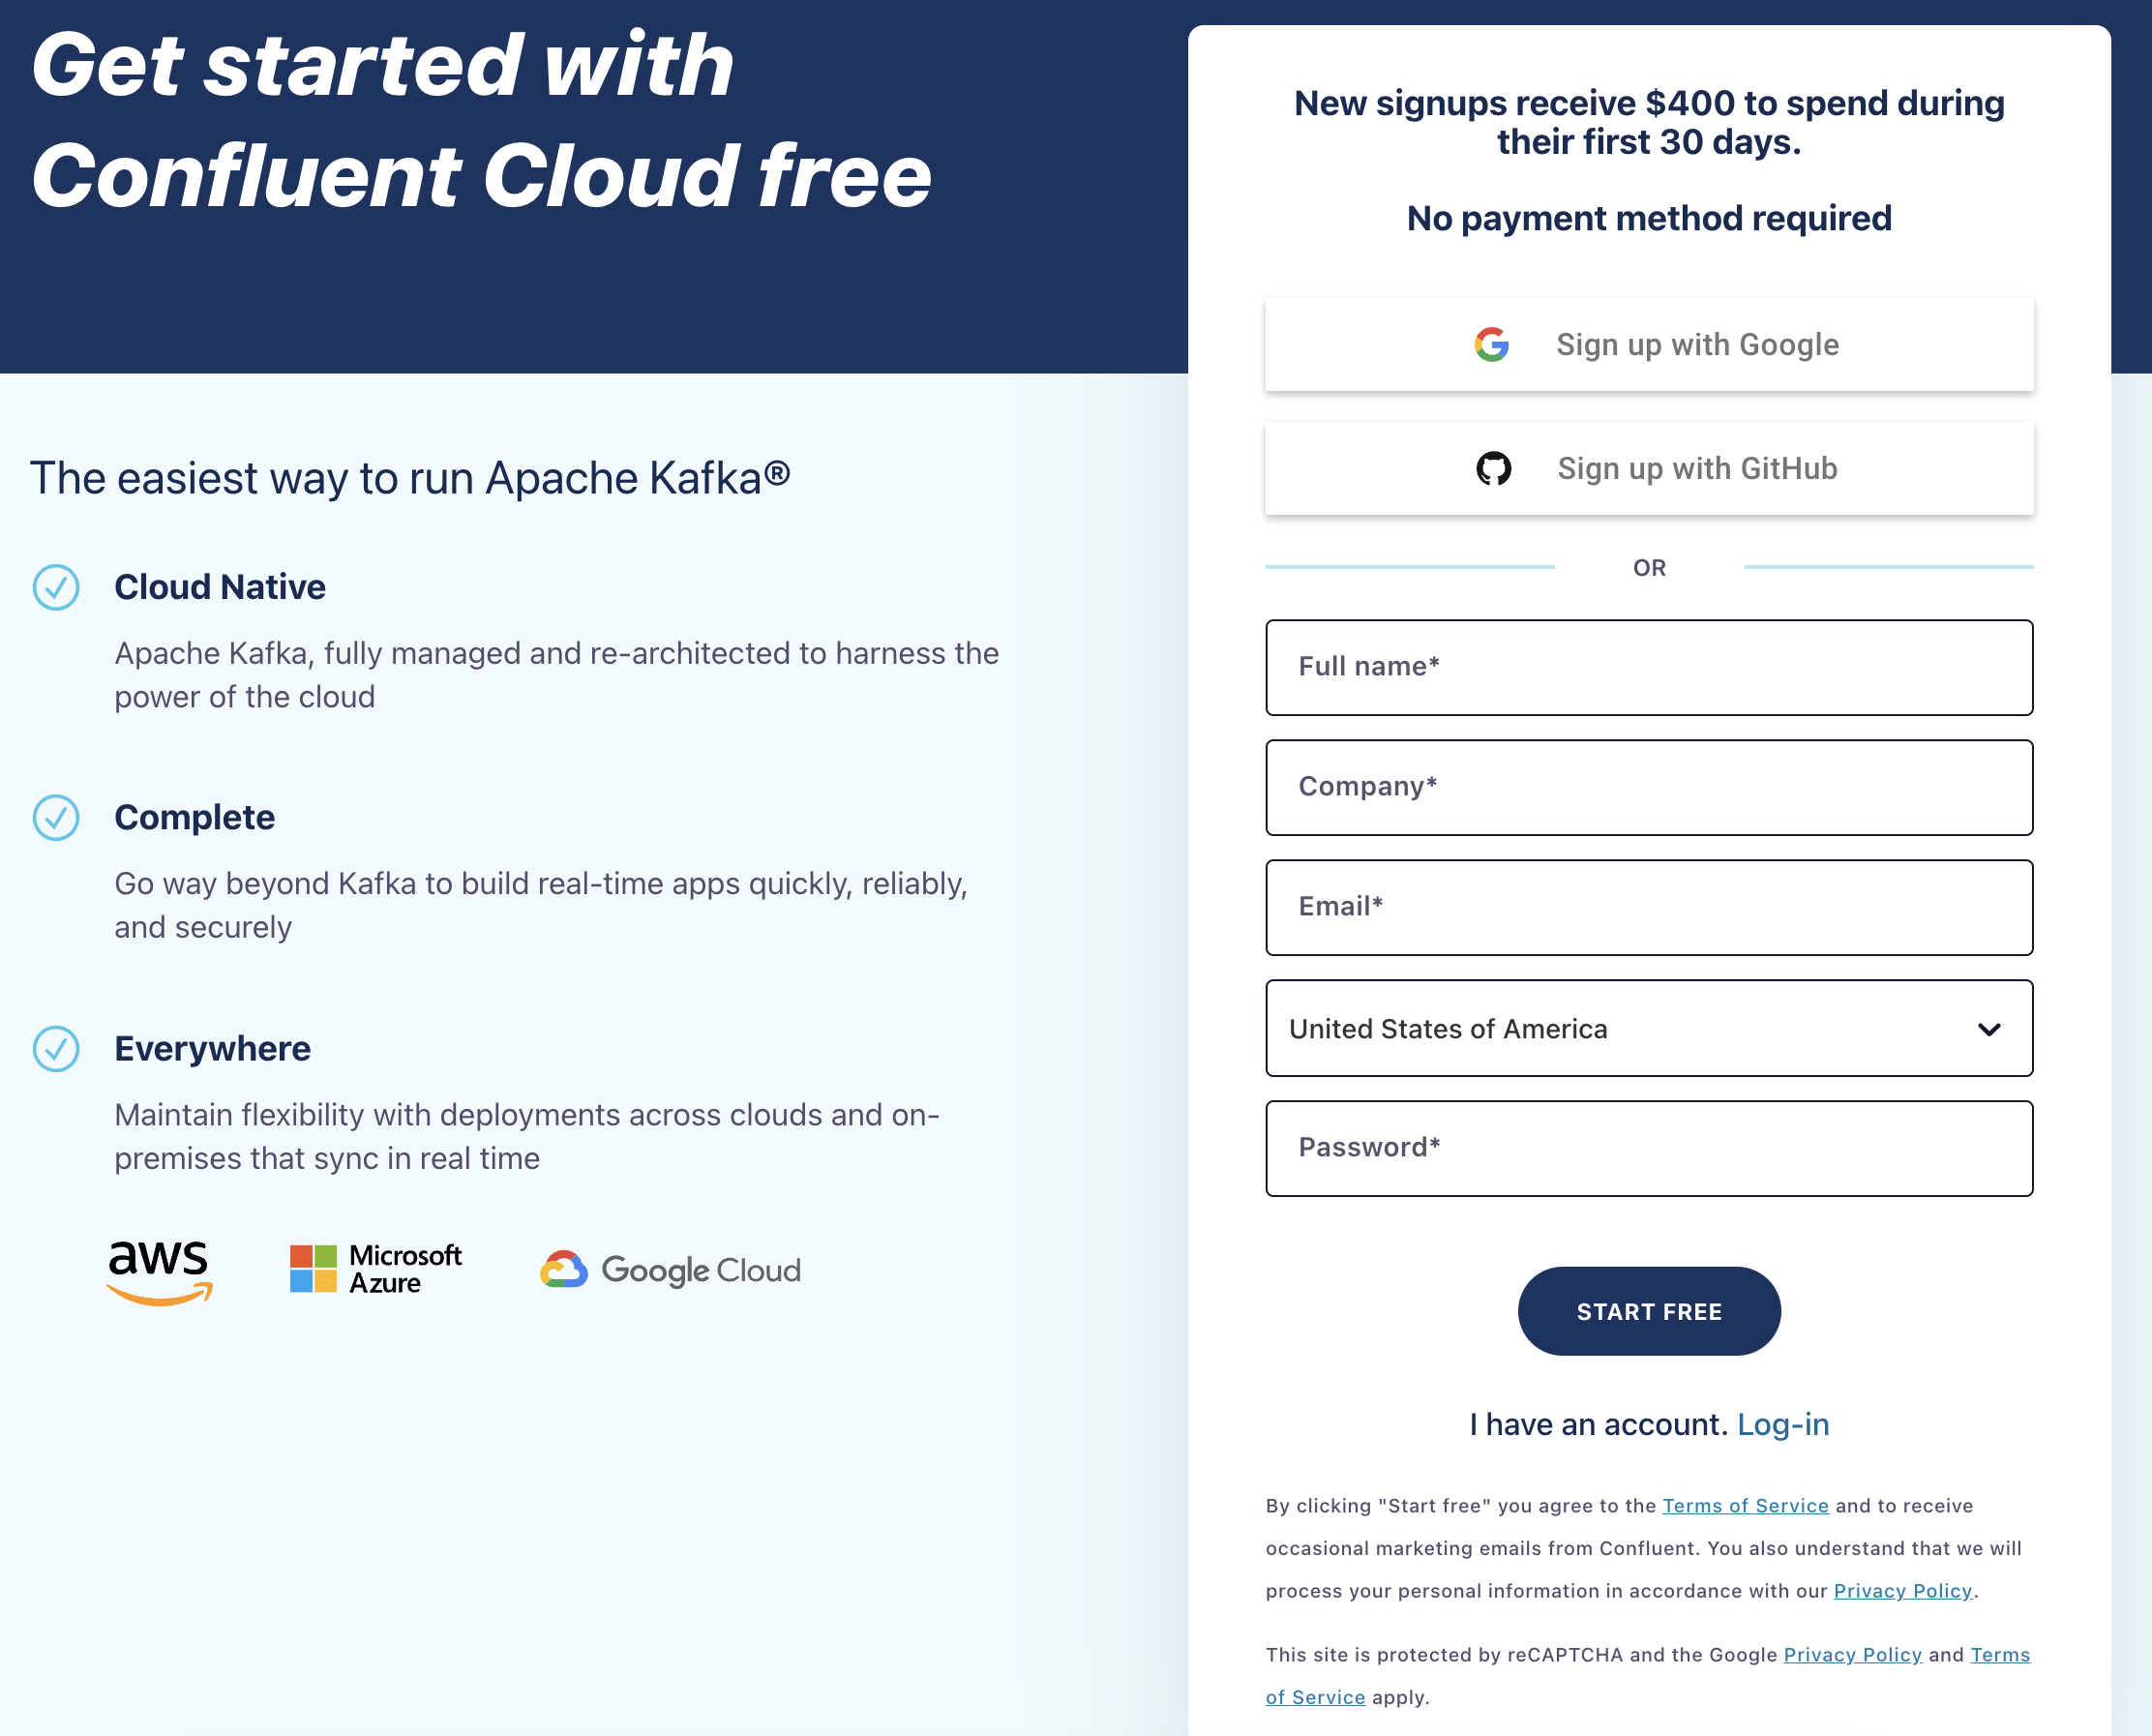 Get started with
Confluent Cloud free
The easiest way to run Apache Kafka®
Cloud Native
Apache Kafka, fully managed and re-architected to harness the
power of the cloud
Complete
Go way beyond Kafka to build real-time apps quickly, reliably,
and securely
Everywhere
Maintain flexibility with deployments across clouds and on-
premises that sync in real time
aws
Microsoft
Azure
Google Cloud
New signups receive $400 to spend during
their first 30 days.
No payment method required
Sign up with Google
Sign up with GitHub
OR
Full name*
Company*
Email*
United States of America
Password*
START FREE
I have an account. Log-in
By clicking "Start free" you agree to the Terms of Service and to receive
occasional marketing emails from Confluent. You also understand that we will
process your personal information in accordance with our Privacy Policy.
This site is protected by reCAPTCHA and the Google Privacy Policy and Terms
of Service apply.